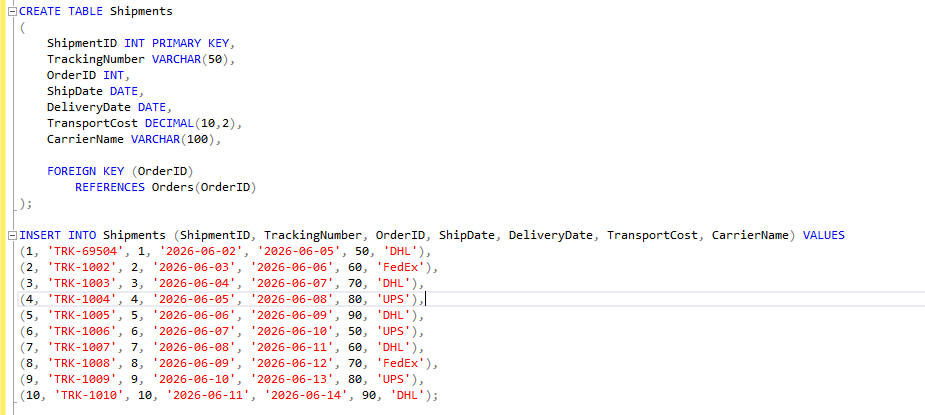 CREATE TABLE Shipments
(
    ShipmentID INT PRIMARY KEY,
    TrackingNumber VARCHAR(50),
    OrderID INT,
    ShipDate DATE,
    DeliveryDate DATE,
    TransportCost DECIMAL(10,2),
    CarrierName VARCHAR(100),

    FOREIGN KEY (OrderID)
        REFERENCES Orders(OrderID)
);

INSERT INTO Shipments (ShipmentID, TrackingNumber, OrderID, ShipDate, DeliveryDate, TransportCost, CarrierName) VALUES
(1, 'TRK-69504', 1, '2026-06-02', '2026-06-05', 50, 'DHL'),
(2, 'TRK-1002', 2, '2026-06-03', '2026-06-06', 60, 'FedEx'),
(3, 'TRK-1003', 3, '2026-06-04', '2026-06-07', 70, 'DHL'),
(4, 'TRK-1004', 4, '2026-06-05', '2026-06-08', 80, 'UPS'),
(5, 'TRK-1005', 5, '2026-06-06', '2026-06-09', 90, 'DHL'),
(6, 'TRK-1006', 6, '2026-06-07', '2026-06-10', 50, 'UPS'),
(7, 'TRK-1007', 7, '2026-06-08', '2026-06-11', 60, 'DHL'),
(8, 'TRK-1008', 8, '2026-06-09', '2026-06-12', 70, 'FedEx'),
(9, 'TRK-1009', 9, '2026-06-10', '2026-06-13', 80, 'UPS'),
(10, 'TRK-1010', 10, '2026-06-11', '2026-06-14', 90, 'DHL');